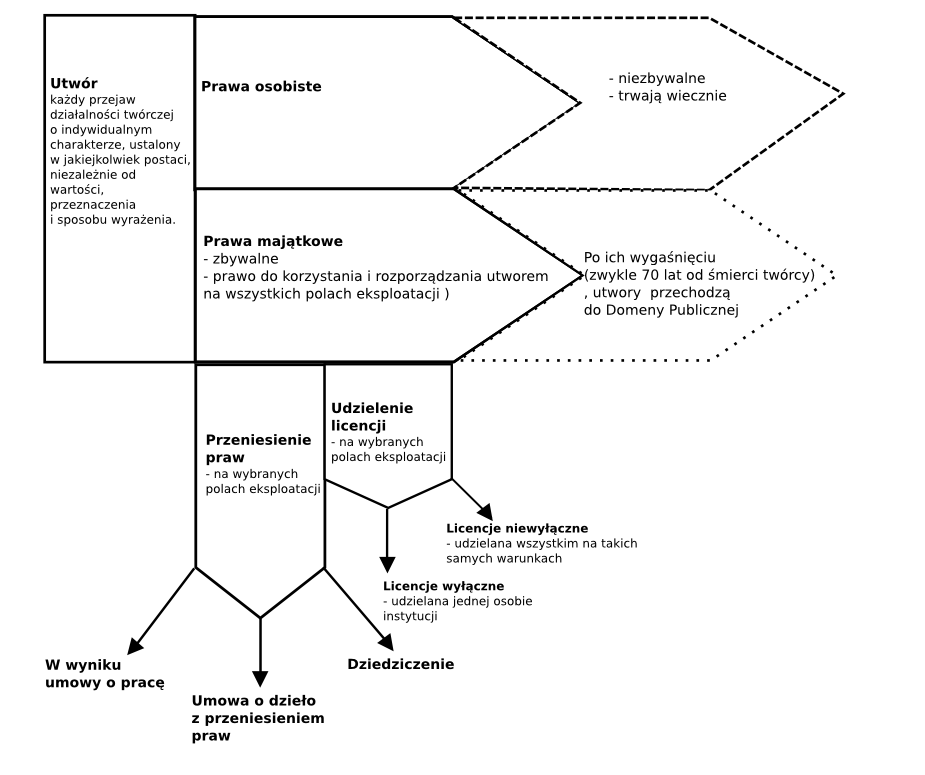 Utwór
każdy przejaw
działalności twórczej
o indywidualnym
charakterze, ustalony
w jakiejkolwiek postaci,
niezależnie od
wartości,
przeznaczenia
i sposobu wyrażenia.
Prawa osobiste
- niezbywalne
- trwają wiecznie
Prawa majątkowe
- zbywalne
- prawo do korzystania i rozporządzania utworem
na wszystkich polach eksploatacji )
Po ich wygaśnięciu
(zwykle 70 lat od śmierci twórcy)
, utwory  przechodzą
do Domeny Publicznej
Przeniesienie
praw
- na wybranych
polach eksploatacji
Udzielenie
licencji
- na wybranych
polach eksploatacji
Licencje niewyłączne
- udzielana wszystkim na takich
samych warunkach
Licencje wyłączne
- udzielana jednej osobie
instytucji
W wyniku
umowy o pracę
Umowa o dzieło
z przeniesieniem
praw
Dziedziczenie